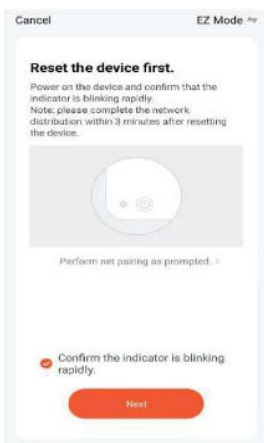 Cancel EZ Mode
Reset the device first.
Power on the device and confirm that the
indicator is blinking rapidly.
Note: please complete the network
distribution within 3 minutes after resetting
the device.
Perform net pairing as prompted. >
Confirm the indicator is blinking
rapidly.
Next